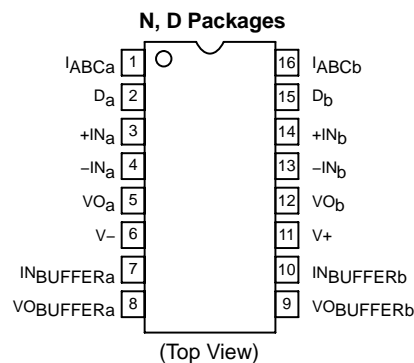 N, D Packages
IABCa 1 16 IABCb
Da 2 15 Db
+INa 3 14 +INb
−INa 4 13 −INb
VOa 5 12 VOb
V− 6 11 V+
INBUFFERa 7 10 INBUFFERb
VOBUFFERa 8 9 VOBUFFERb
(Top View)